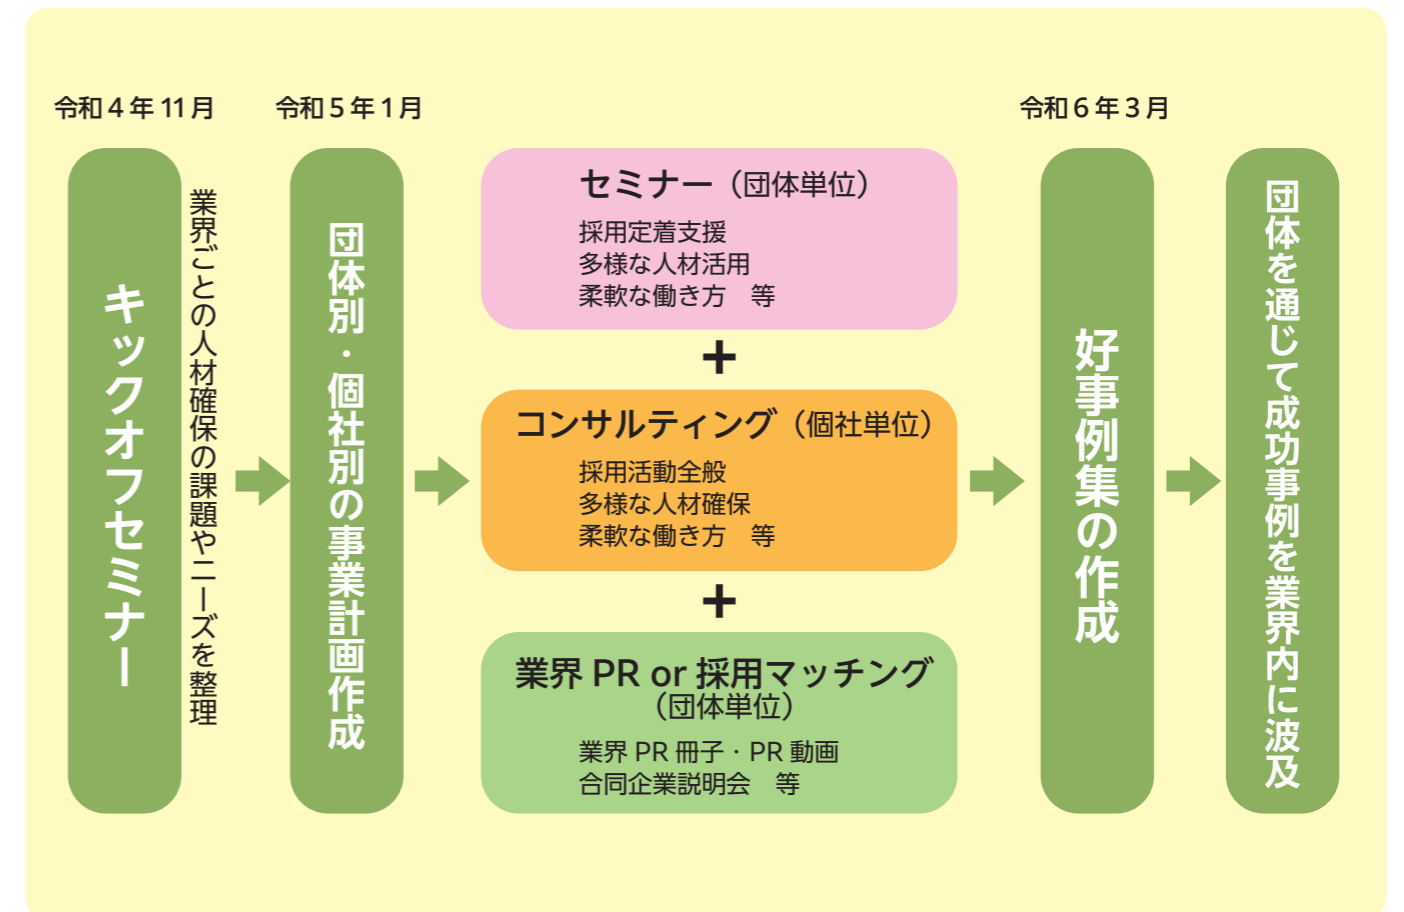 令和4年11月
キックオフセミナー
業界ごとの人材確保の課題やニーズを整理
令和5年1月
団体別・個社別の事業計画作成
セミナー（団体単位）
採用定着支援
多様な人材活用
柔軟な働き方　等
+
コンサルティング（個社単位）
採用活動全般
多様な人材確保
柔軟な働き方　等
+
業界 PR or 採用マッチング
（団体単位）
業界 PR 冊子・PR 動画
合同企業説明会　等
令和6年3月
好事例集の作成
団体を通じて成功事例を業界内に波及